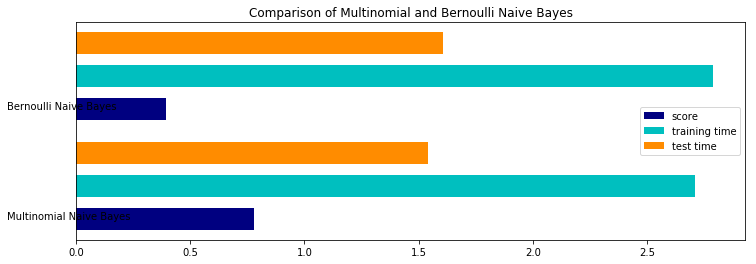 Comparison of Multinomial and Bernoulli Naive Bayes
Bernoulli Naive Bayes
score
training time
test time
Multinomial Naive Bayes
0.0 0.5 1.0 1.5 2.0 2.5